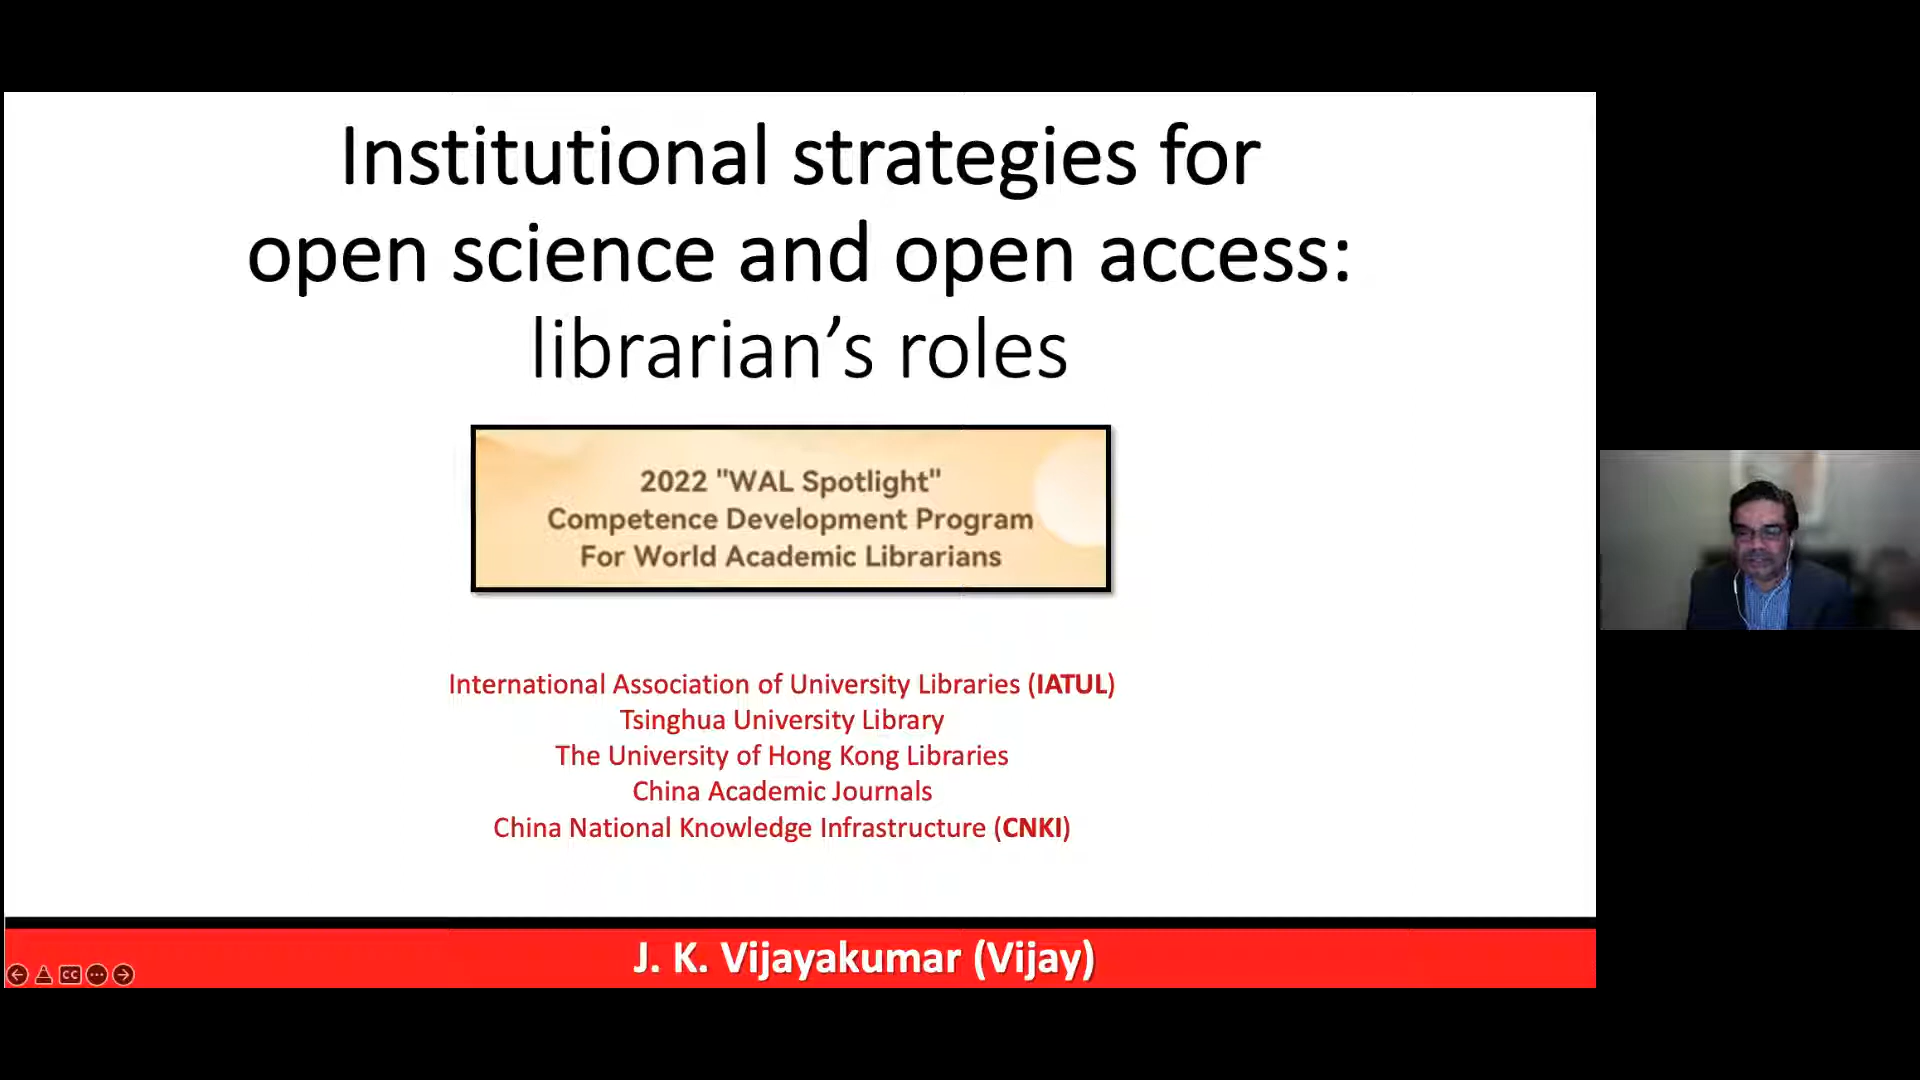 Institutional strategies for
open science and open access:
librarian’s roles
2022 "WAL Spotlight"
Competence Development Program
For World Academic Librarians
International Association of University Libraries (IATUL)
Tsinghua University Library
The University of Hong Kong Libraries
China Academic Journals
China National Knowledge Infrastructure (CNKI)
J. K. Vijayakumar (Vijay)
CC